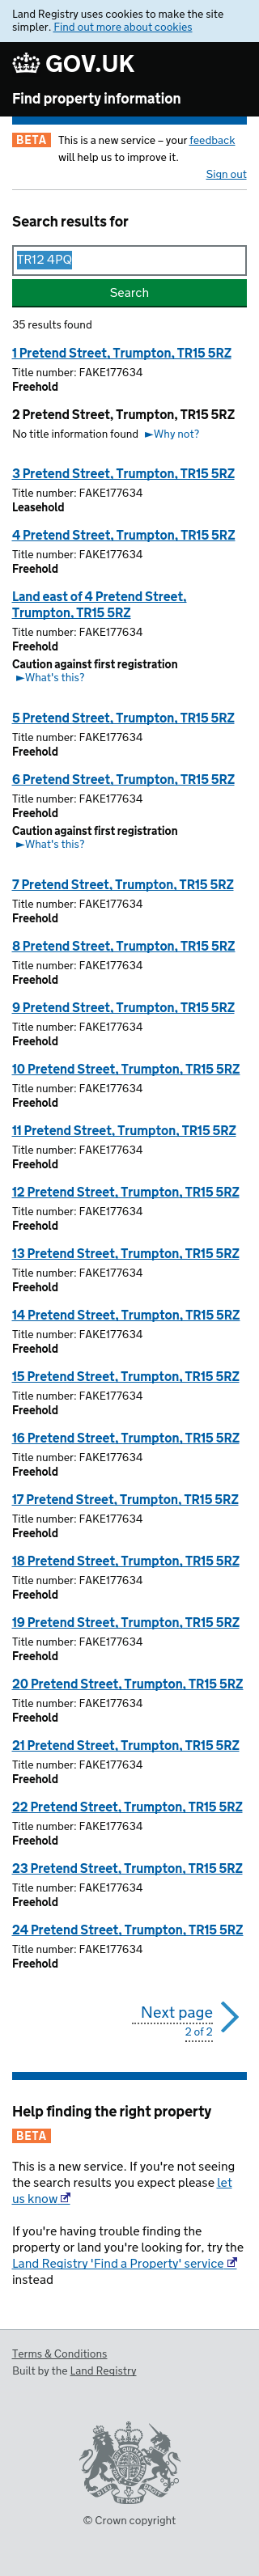 Land Registry uses cookies to make the site
simpler. Find out more about cookies
GOV.UK
Find property information
BETA This is a new service – your feedback
will help us to improve it.
Sign out
Search results for
TR12 4PQ
Search
35 results found
1 Pretend Street, Trumpton, TR15 5RZ
Title number: FAKE177634
Freehold
2 Pretend Street, Trumpton, TR15 5RZ
No title information found ►Why not?
3 Pretend Street, Trumpton, TR15 5RZ
Title number: FAKE177634
Leasehold
4 Pretend Street, Trumpton, TR15 5RZ
Title number: FAKE177634
Freehold
Land east of 4 Pretend Street,
Trumpton, TR15 5RZ
Title number: FAKE177634
Freehold
Caution against first registration
►What's this?
5 Pretend Street, Trumpton, TR15 5RZ
Title number: FAKE177634
Freehold
6 Pretend Street, Trumpton, TR15 5RZ
Title number: FAKE177634
Freehold
Caution against first registration
►What's this?
7 Pretend Street, Trumpton, TR15 5RZ
Title number: FAKE177634
Freehold
8 Pretend Street, Trumpton, TR15 5RZ
Title number: FAKE177634
Freehold
9 Pretend Street, Trumpton, TR15 5RZ
Title number: FAKE177634
Freehold
10 Pretend Street, Trumpton, TR15 5RZ
Title number: FAKE177634
Freehold
11 Pretend Street, Trumpton, TR15 5RZ
Title number: FAKE177634
Freehold
12 Pretend Street, Trumpton, TR15 5RZ
Title number: FAKE177634
Freehold
13 Pretend Street, Trumpton, TR15 5RZ
Title number: FAKE177634
Freehold
14 Pretend Street, Trumpton, TR15 5RZ
Title number: FAKE177634
Freehold
15 Pretend Street, Trumpton, TR15 5RZ
Title number: FAKE177634
Freehold
16 Pretend Street, Trumpton, TR15 5RZ
Title number: FAKE177634
Freehold
17 Pretend Street, Trumpton, TR15 5RZ
Title number: FAKE177634
Freehold
18 Pretend Street, Trumpton, TR15 5RZ
Title number: FAKE177634
Freehold
19 Pretend Street, Trumpton, TR15 5RZ
Title number: FAKE177634
Freehold
20 Pretend Street, Trumpton, TR15 5RZ
Title number: FAKE177634
Freehold
21 Pretend Street, Trumpton, TR15 5RZ
Title number: FAKE177634
Freehold
22 Pretend Street, Trumpton, TR15 5RZ
Title number: FAKE177634
Freehold
23 Pretend Street, Trumpton, TR15 5RZ
Title number: FAKE177634
Freehold
24 Pretend Street, Trumpton, TR15 5RZ
Title number: FAKE177634
Freehold
Next page
2 of 2
Help finding the right property
BETA
This is a new service. If you're not seeing
the search results you expect please let
us know
If you're having trouble finding the
property or land you're looking for, try the
Land Registry 'Find a Property' service
instead
Terms & Conditions
Built by the Land Registry
© Crown copyright